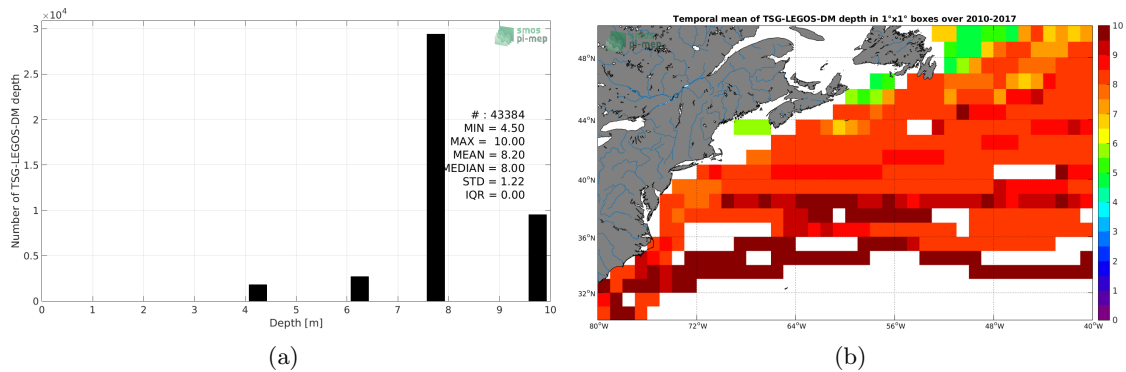 ×10⁴
3
2.5
2
1.5
1
0.5
0
Number of TSG-LEGOS-DM depth
smos
pi-mep
# : 43384
MIN = 4.50
MAX = 10.00
MEAN = 8.20
MEDIAN = 8.00
STD = 1.22
IQR = 0.00
0 1 2 3 4 5 6 7 8 9 10
Depth [m]
(a)
Temporal mean of TSG-LEGOS-DM depth in 1°x1° boxes over 2010-2017
smos
pi-mep
48°N
44°N
40°N
36°N
32°N
80°W 72°W 64°W 56°W 48°W 40°W
10
9
8
7
6
5
4
3
2
1
0
(b)